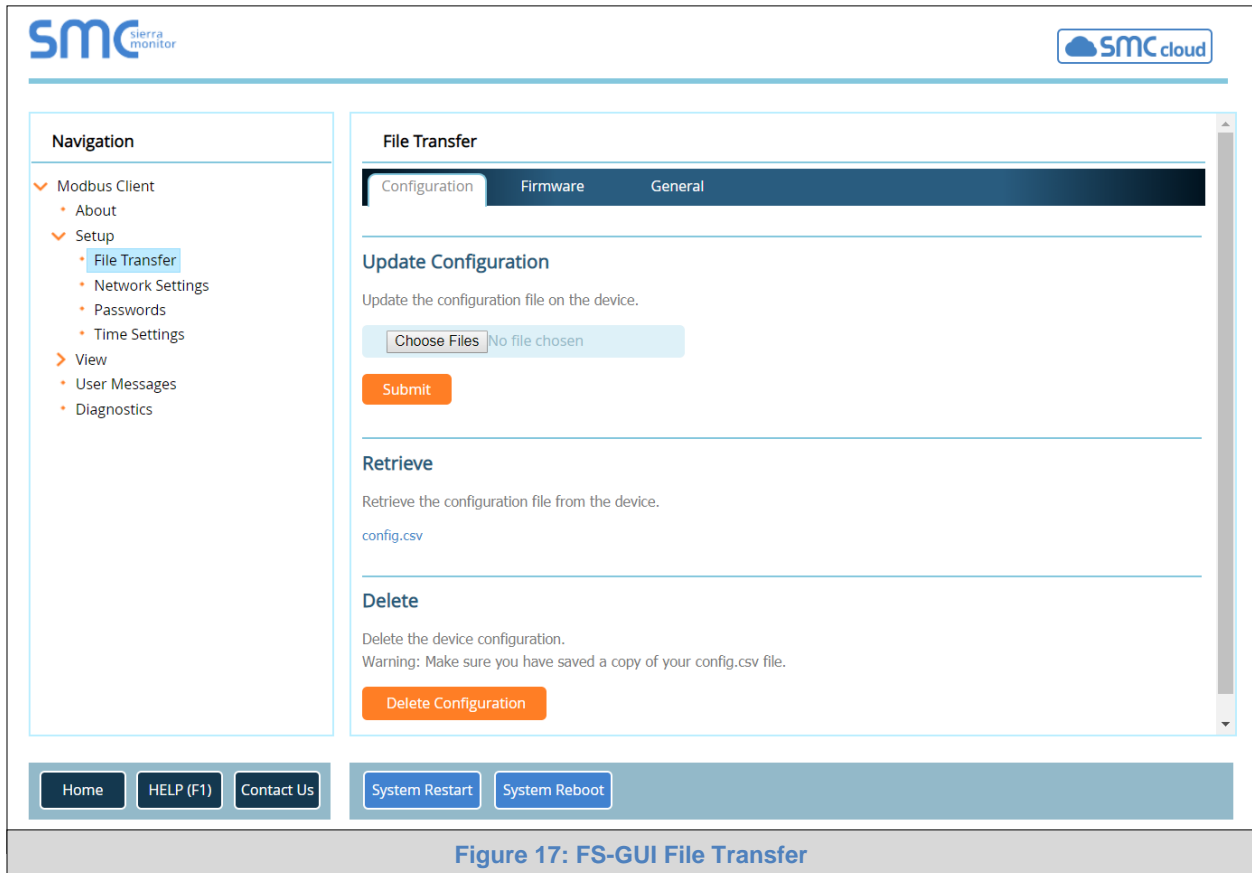 SMC sierra monitor
SMC cloud
Navigation
Modbus Client
About
Setup
File Transfer
Network Settings
Passwords
Time Settings
View
User Messages
Diagnostics
File Transfer
Configuration Firmware General
Update Configuration
Update the configuration file on the device.
Choose Files No file chosen
Submit
Retrieve
Retrieve the configuration file from the device.
config.csv
Delete
Delete the device configuration.
Warning: Make sure you have saved a copy of your config.csv file.
Delete Configuration
Home HELP (F1) Contact Us
System Restart System Reboot
Figure 17: FS-GUI File Transfer